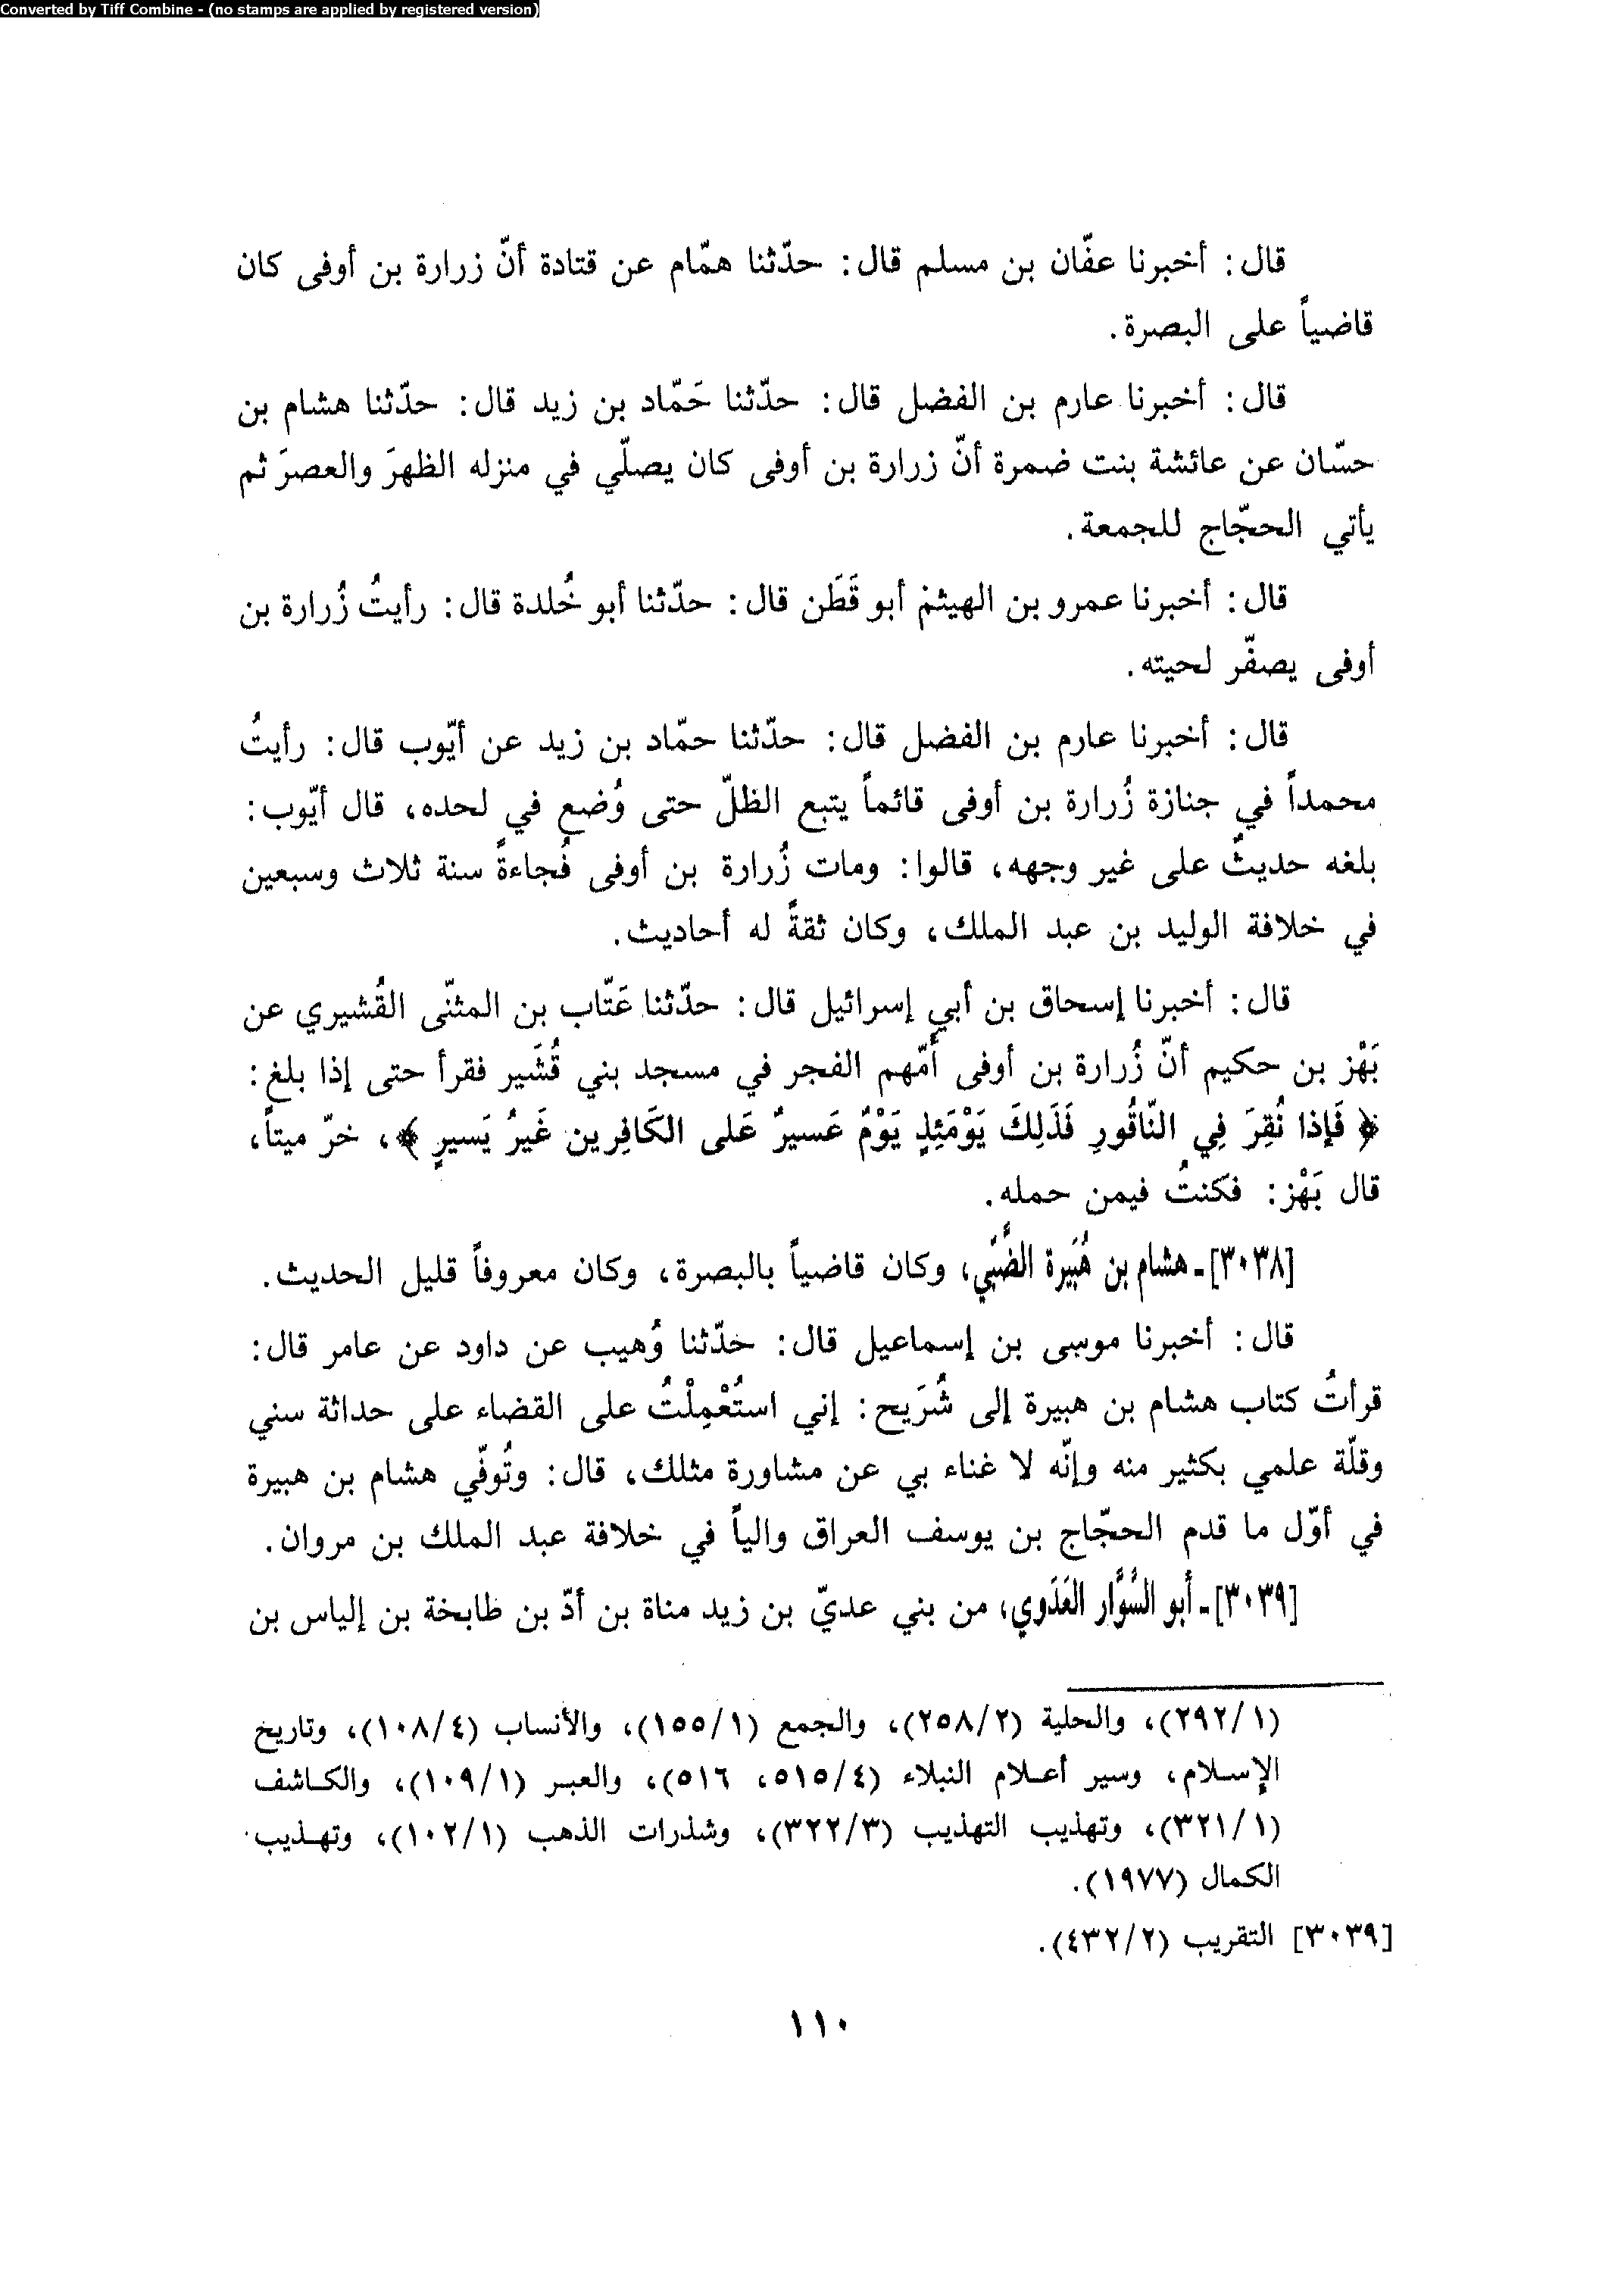 Converted by Tiff Combine - (no stamps are applied by registered version)
قال: أخبرنا عفّان بن مسلم قال: حدّثنا همّام عن قتادة أنّ زرارة بن أوفى كان
قاضياً على البصرة.
قال: أخبرنا عارم بن الفضل قال: حدّثنا حَمّاد بن زيد قال: حدّثنا هشام بن
حسّان عن عائشة بنت ضمرة أنّ زرارة بن أوفى كان يصلّي في منزله الظهرَ والعصرَ ثم
يأتي الحجّاج للجمعة.
قال: أخبرنا عمرو بن الهيثم أبو قَطَن قال: حدّثنا أبو خُلدة قال: رأيتُ زُرارة بن
أوفى يصفّر لحيته.
قال: أخبرنا عارم بن الفضل قال: حدّثنا حمّاد بن زيد عن أيّوب قال: رأيتُ
محمداً في جنازة زُرارة بن أوفى قائماً يتبع الظلّ حتى وُضع في لحده، قال أيّوب:
بلغه حديثٌ على غير وجهه، قالوا: ومات زُرارة بن أوفى فُجاءةً سنة ثلاث وسبعين
في خلافة الوليد بن عبد الملك، وكان ثقةً له أحاديث.
قال: أخبرنا إسحاق بن أبي إسرائيل قال: حدّثنا عَتّاب بن المثنّى القُشيري عن
بَهْز بن حكيم أنّ زُرارة بن أوفى أمّهم الفجر في مسجد بني قُشَير فقرأ حتى إذا بلغ:
﴿ فَإذا نُقِرَ فِي النّاقُورِ فَذَلِكَ يَوْمَئِذٍ يَوْمٌ عَسيرٌ عَلى الكَافِرين غَيرُ يَسيرٍ ﴾، خرّ ميتاً،
قال بَهْز: فكنتُ فيمن حمله.
[٣٠٣٨]ـ هشام بن هُبَيرة الضَّبّي، وكان قاضياً بالبصرة، وكان معروفاً قليل الحديث.
قال: أخبرنا موسى بن إسماعيل قال: حدّثنا وُهيب عن داود عن عامر قال:
قرأتُ كتاب هشام بن هبيرة إلى شُرَيح: إني استُعْمِلْتُ على القضاء على حداثة سني
وقلّة علمي بكثير منه وإنّه لا غناء بي عن مشاورة مثلك، قال: وتُوفّي هشام بن هبيرة
في أوّل ما قدم الحجّاج بن يوسف العراق والياً في خلافة عبد الملك بن مروان.
[٣٠٣٩]ـ أبو السُّوَّار العَدَوي، من بني عديّ بن زيد مناة بن أدّ بن طابخة بن إلياس بن
(٢٩٢/١)، والحلية (٢٥٨/٢)، والجمع (١٥٥/١)، والأنساب (١٠٨/٤)، وتاريخ
الإسلام، وسير أعلام النبلاء (٥١٥/٤، ٥١٦)، والعبر (١٠٩/١)، والكاشف
(٣٢١/١)، وتهذيب التهذيب (٣٢٢/٣)، وشذرات الذهب (١٠٢/١)، وتهذيب
الكمال (١٩٧٧).
[٣٠٣٩] التقريب (٤٣٢/٢).
١١٠